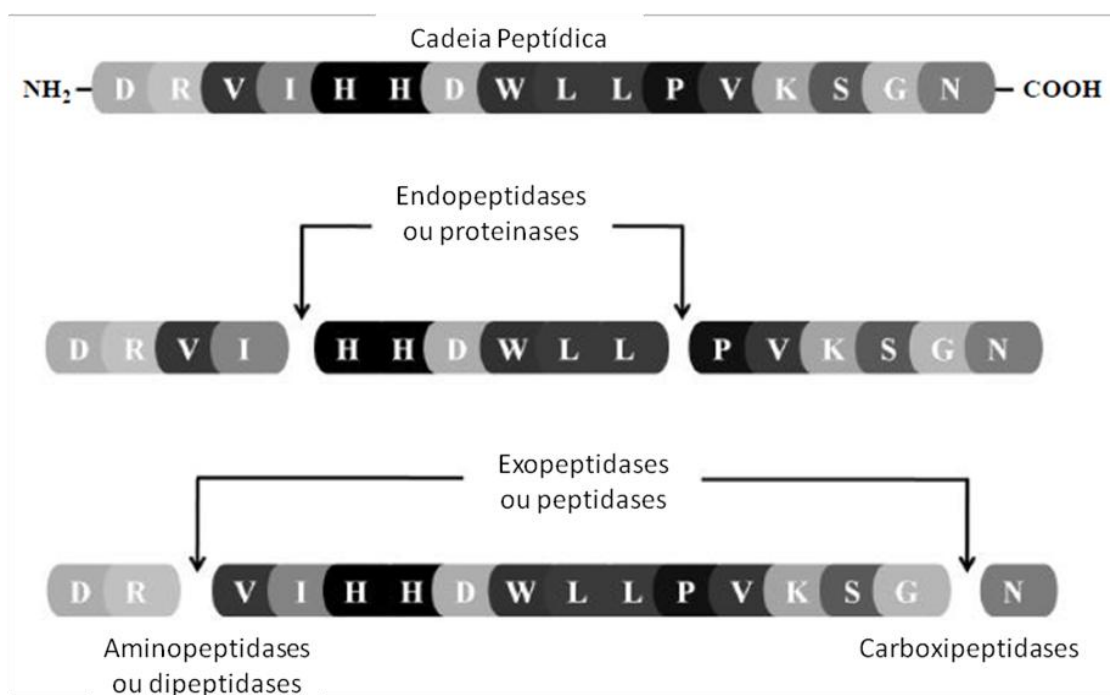 Cadeia Peptídica
NH₂ D R V I H H D W L L P V K S G N COOH
Endopeptidases
ou proteinases
D R V I H H D W L L P V K S G N
Exopeptidases
ou peptidases
D R V I H H D W L L P V K S G N
Aminopeptidases
ou dipeptidases
Carboxipeptidases